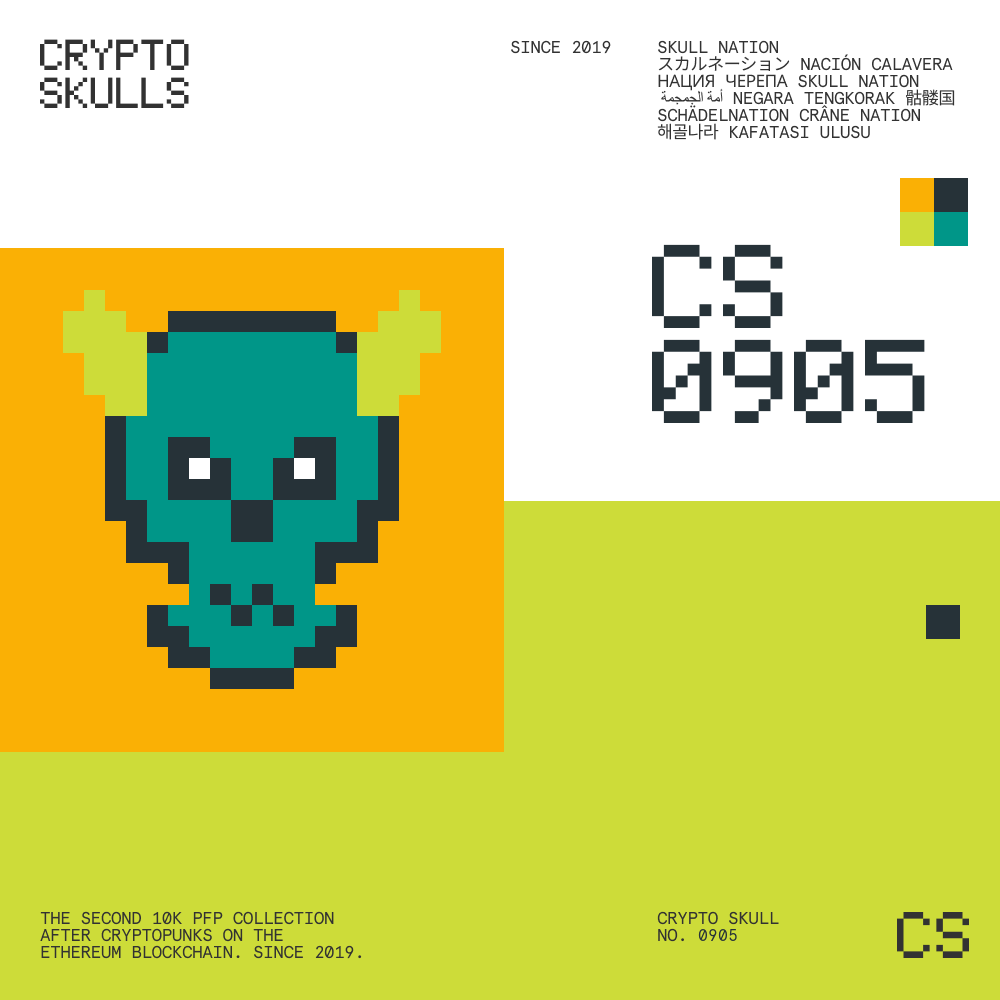 CRYPTO
SKULLS
SINCE 2019
SKULL NATION
スカルネーション NACIÓN CALAVERA
НАЦИЯ ЧЕРЕПА SKULL NATION
أمة الجمجمة NEGARA TENGKORAK 骷髅国
SCHÄDELNATION CRÂNE NATION
해골나라 KAFATASI ULUSU
CS
0905
THE SECOND 10K PFP COLLECTION
AFTER CRYPTOPUNKS ON THE
ETHEREUM BLOCKCHAIN. SINCE 2019.
CRYPTO SKULL
NO. 0905
CS